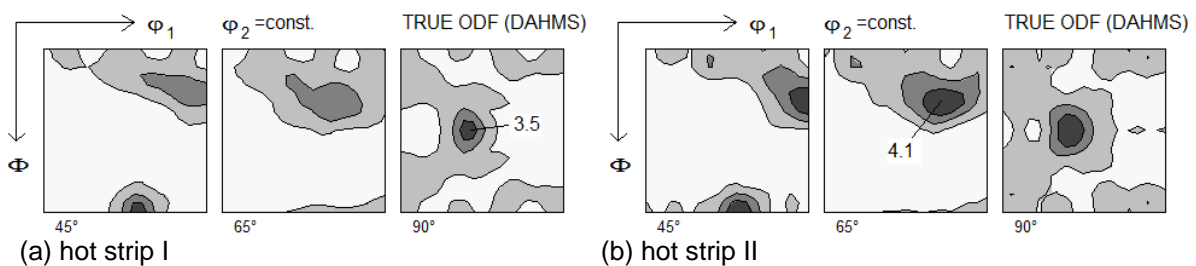 φ1 φ2 =const. TRUE ODF (DAHMS)
Φ
3.5
45° 65° 90°
(a) hot strip I
φ1 φ2 =const. TRUE ODF (DAHMS)
Φ
4.1
45° 65° 90°
(b) hot strip II